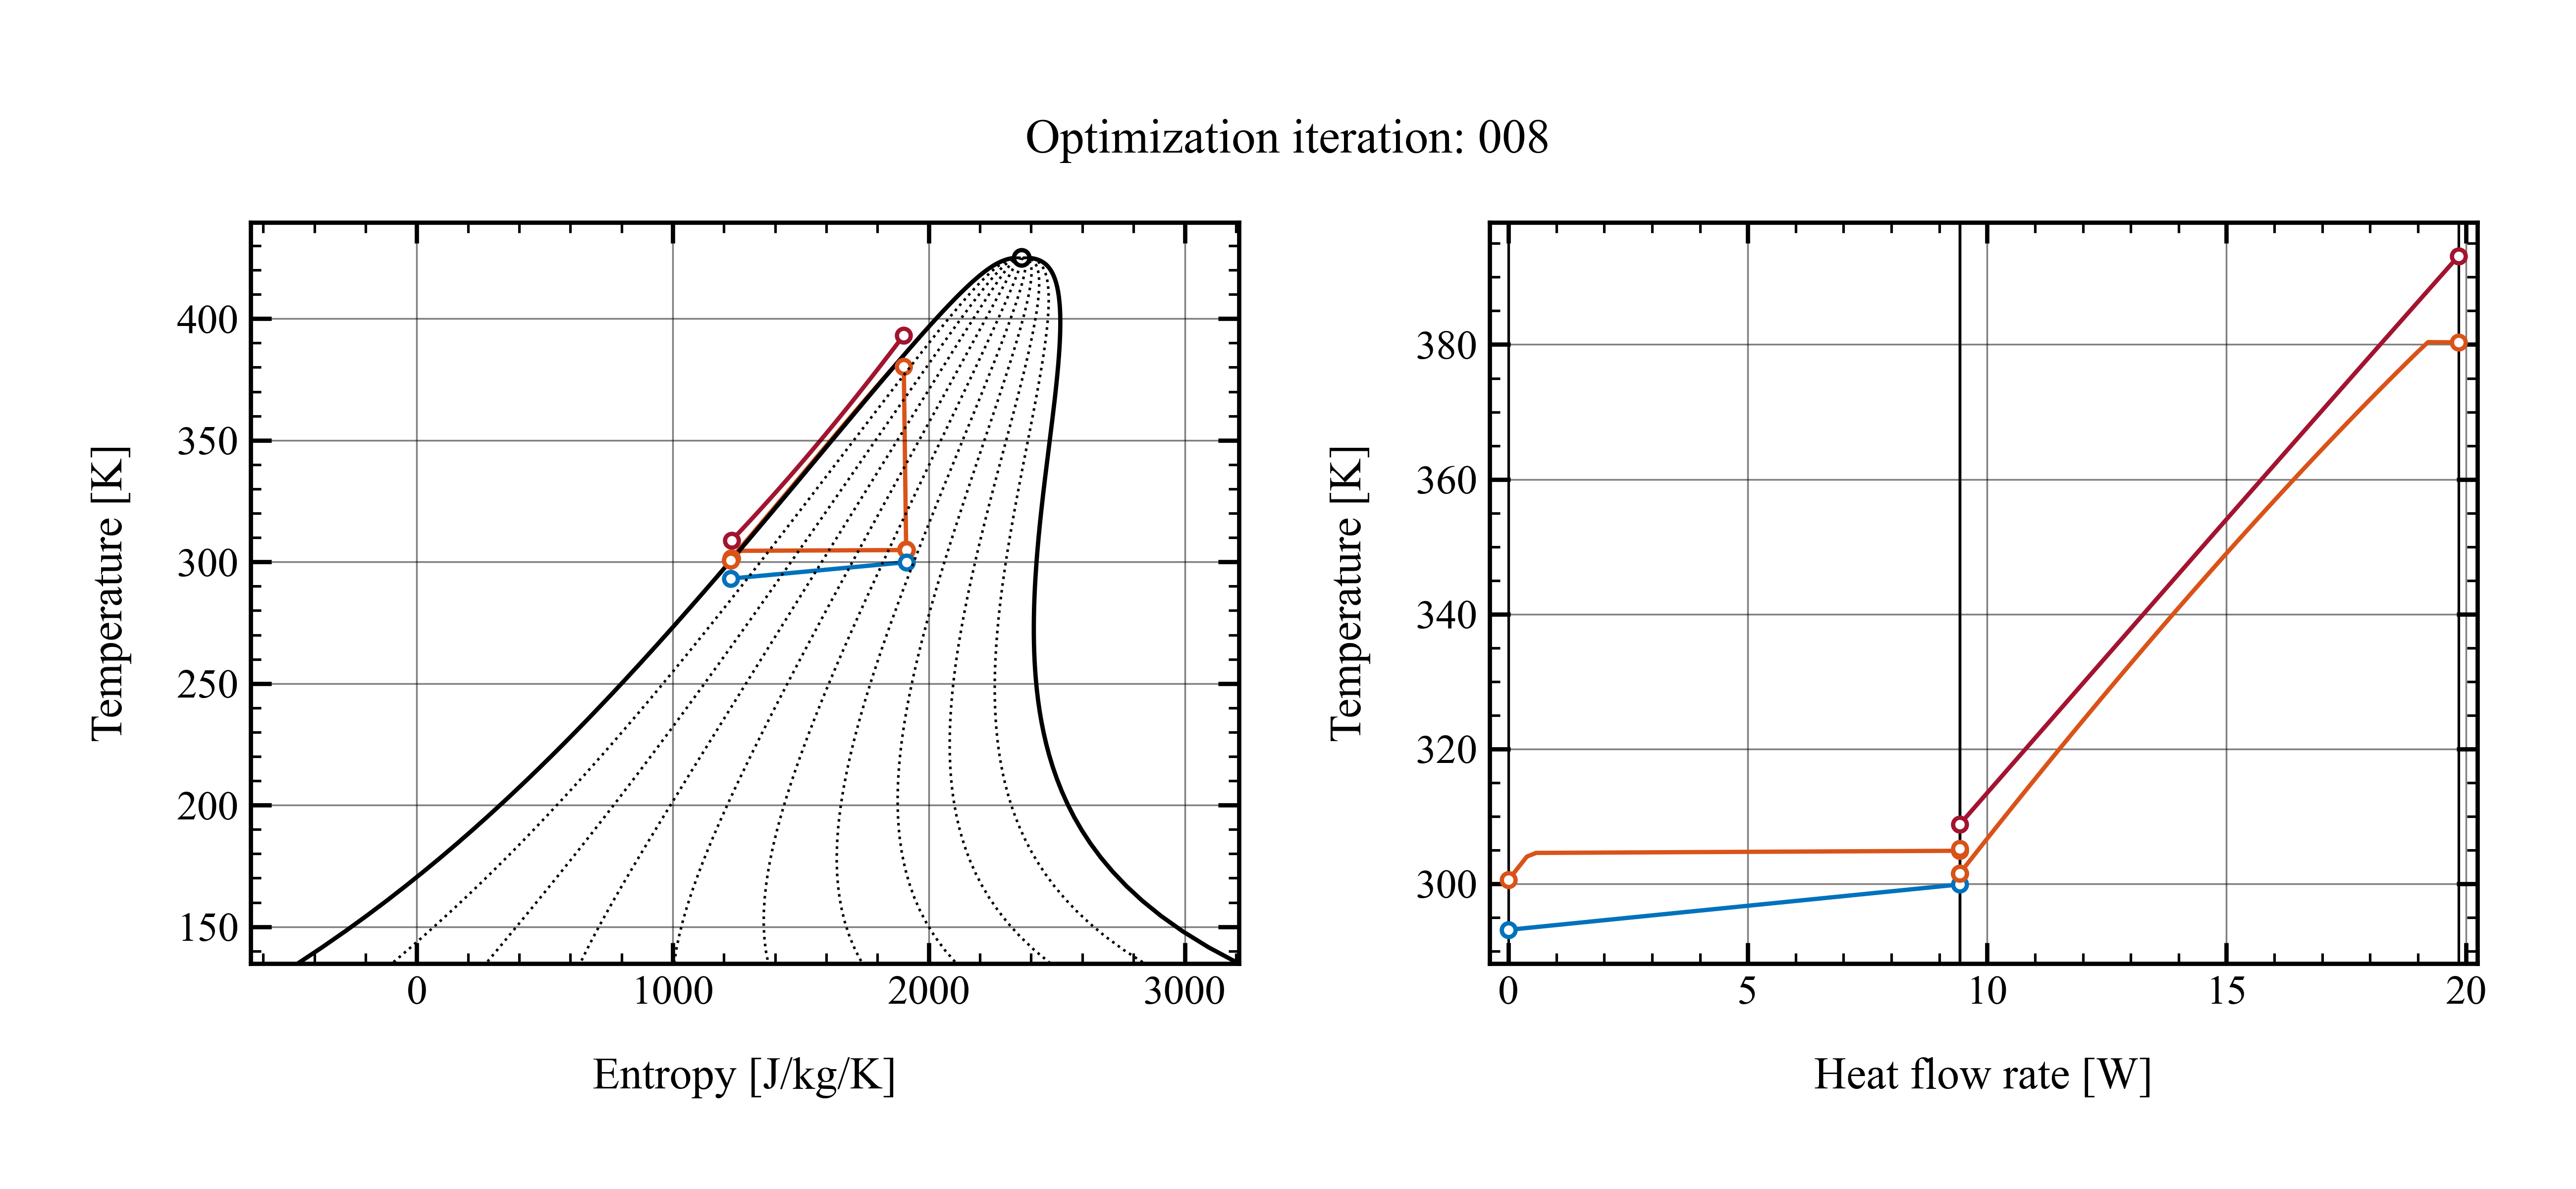 Optimization iteration: 008
Temperature [K]
400
350
300
250
200
150
0 1000 2000 3000
Entropy [J/kg/K]
Temperature [K]
380
360
340
320
300
0 5 10 15 20
Heat flow rate [W]